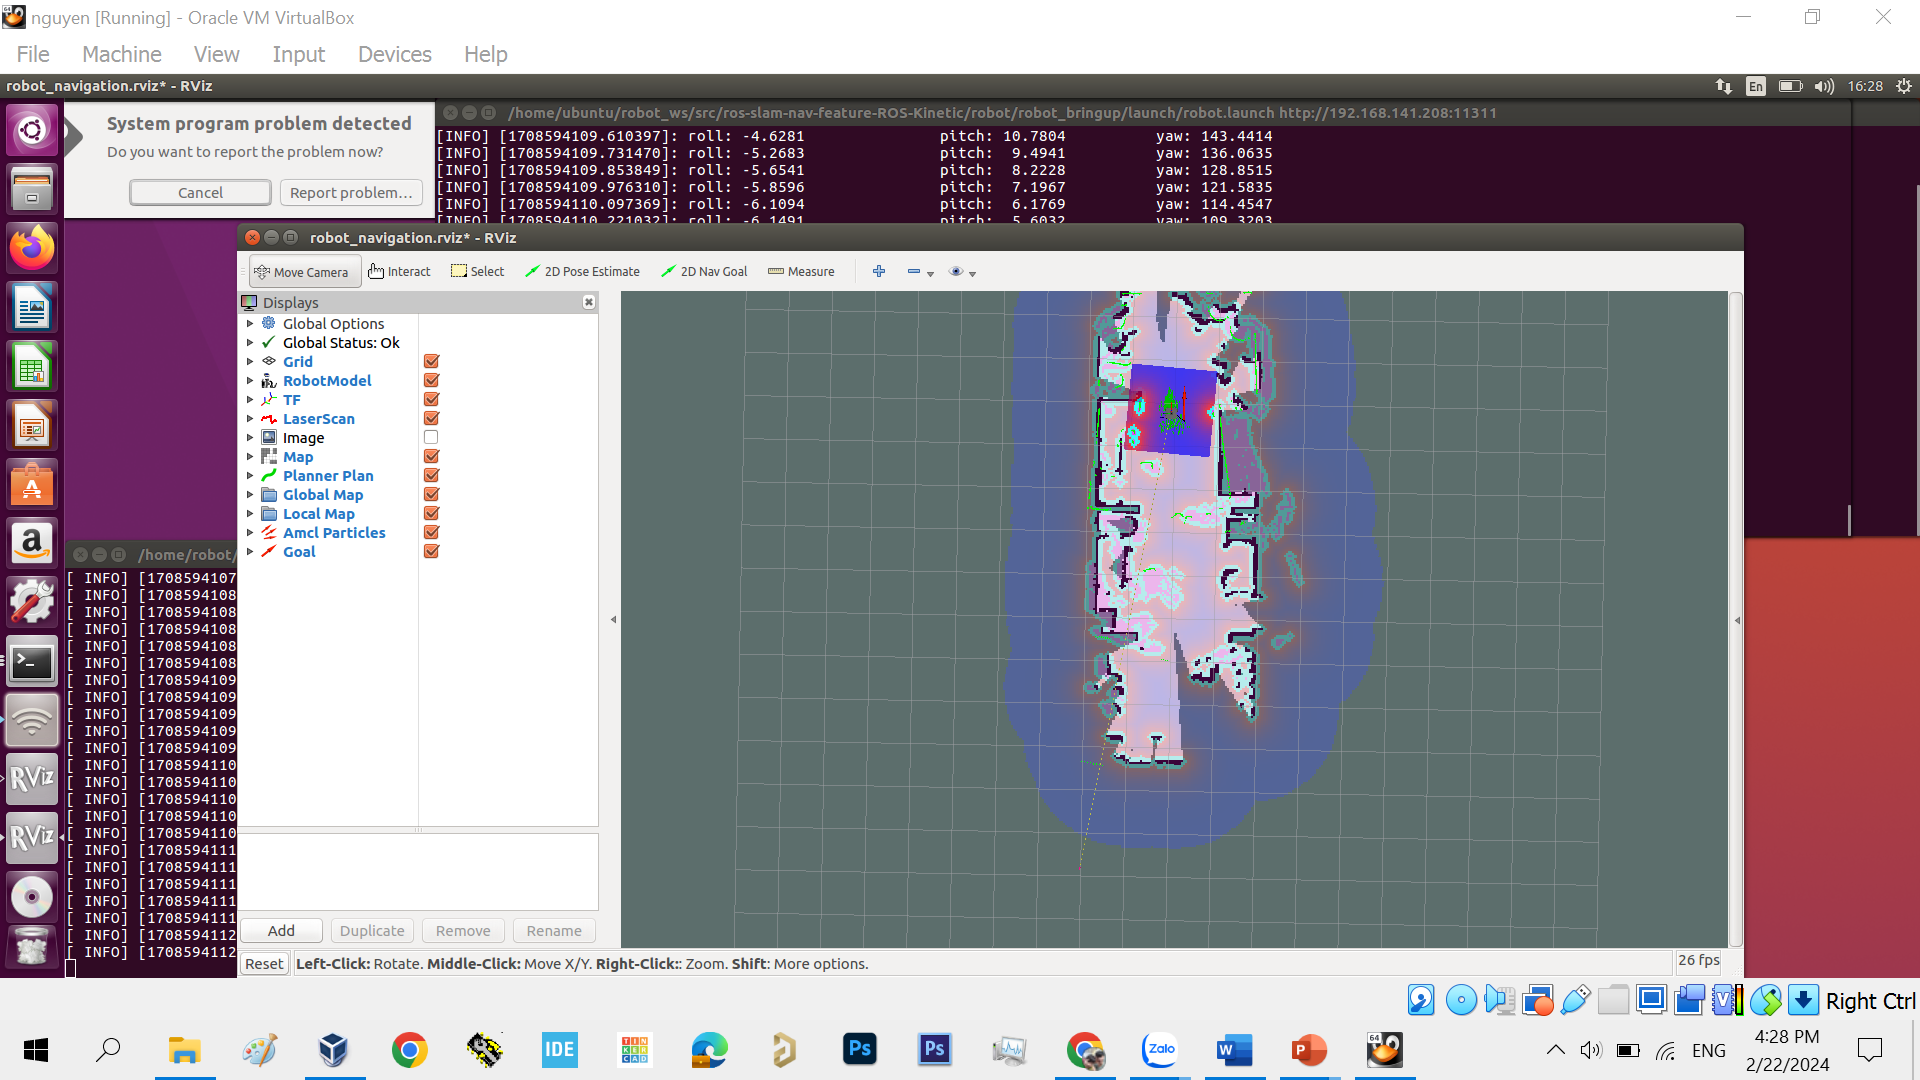 nguyen [Running] - Oracle VM VirtualBox
File Machine View Input Devices Help
robot_navigation.rviz* - RViz
En
16:28
System program problem detected
Do you want to report the problem now?
Cancel
Report problem…
/home/ubuntu/robot_ws/src/ros-slam-nav-feature-ROS-Kinetic/robot/robot_bringup/launch/robot.launch http://192.168.141.208:11311
[INFO] [1708594109.610397]: roll: -4.6281 pitch: 10.7804 yaw: 143.4414
[INFO] [1708594109.731470]: roll: -5.2683 pitch: 9.4941 yaw: 136.0635
[INFO] [1708594109.853849]: roll: -5.6541 pitch: 8.2228 yaw: 128.8515
[INFO] [1708594109.976310]: roll: -5.8596 pitch: 7.1967 yaw: 121.5835
[INFO] [1708594110.097369]: roll: -6.1094 pitch: 6.1769 yaw: 114.4547
[INFO] [1708594110.221032]: roll: -6.1491 pitch: 5.6032 yaw: 109.3203
robot_navigation.rviz* - RViz
Move Camera Interact Select 2D Pose Estimate 2D Nav Goal Measure
Displays
Global Options
Global Status: Ok
Grid
RobotModel
TF
LaserScan
Image
Map
Planner Plan
Global Map
Local Map
Amcl Particles
Goal
Add Duplicate Remove Rename
Reset
Left-Click: Rotate. Middle-Click: Move X/Y. Right-Click:: Zoom. Shift: More options.
26 fps
/home/robot/
[ INFO] [1708594107
[ INFO] [1708594108
[ INFO] [1708594108
[ INFO] [1708594108
[ INFO] [1708594108
[ INFO] [1708594108
[ INFO] [1708594109
[ INFO] [1708594109
[ INFO] [1708594109
[ INFO] [1708594109
[ INFO] [1708594109
[ INFO] [1708594110
[ INFO] [1708594110
[ INFO] [1708594110
[ INFO] [1708594110
[ INFO] [1708594110
[ INFO] [1708594111
[ INFO] [1708594111
[ INFO] [1708594111
[ INFO] [1708594111
[ INFO] [1708594111
[ INFO] [1708594112
[ INFO] [1708594112
RViz
RViz
Right Ctrl
IDE
TIN
KER
CAD
Ps
Ps
Zalo
W
P
64
ENG
4:28 PM
2/22/2024